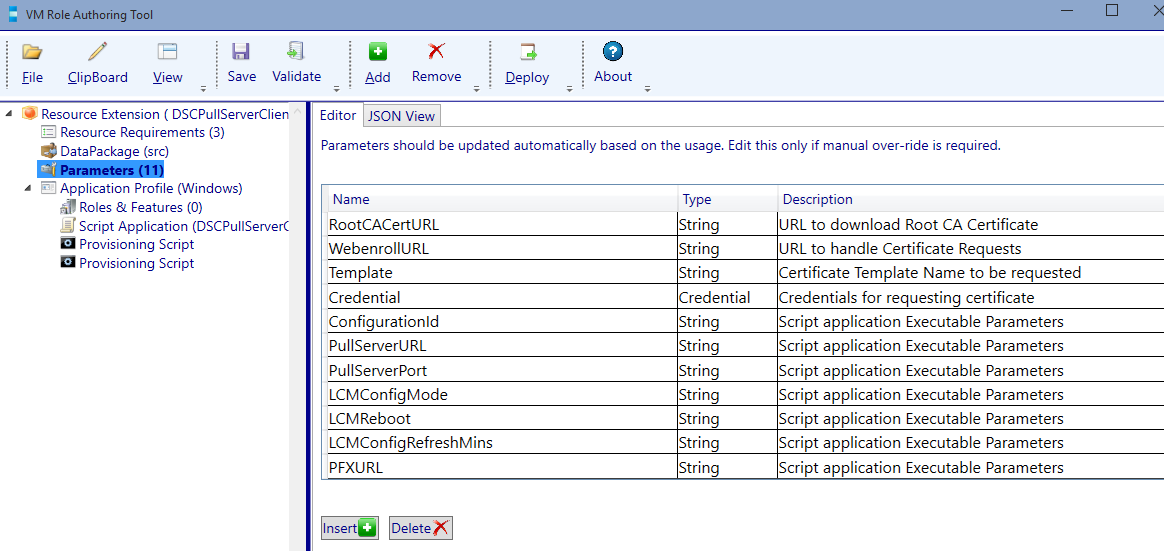 VM Role Authoring Tool
File ClipBoard View Save Validate Add Remove Deploy About
Resource Extension ( DSCPullServerClien
Resource Requirements (3)
DataPackage (src)
Parameters (11)
Application Profile (Windows)
Roles & Features (0)
Script Application (DSCPullServerC
Provisioning Script
Provisioning Script
Editor JSON View
Parameters should be updated automatically based on the usage. Edit this only if manual over-ride is required.
Name Type Description
RootCACertURL String URL to download Root CA Certificate
WebenrollURL String URL to handle Certificate Requests
Template String Certificate Template Name to be requested
Credential Credential Credentials for requesting certificate
ConfigurationId String Script application Executable Parameters
PullServerURL String Script application Executable Parameters
PullServerPort String Script application Executable Parameters
LCMConfigMode String Script application Executable Parameters
LCMReboot String Script application Executable Parameters
LCMConfigRefreshMins String Script application Executable Parameters
PFXURL String Script application Executable Parameters
Insert Delete